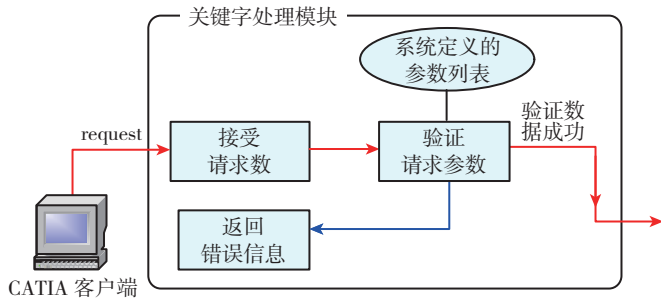 关键字处理模块
系统定义的
参数列表
request
接受
请求数
验证
请求参数
验证数
据成功
返回
错误信息
CATIA 客户端